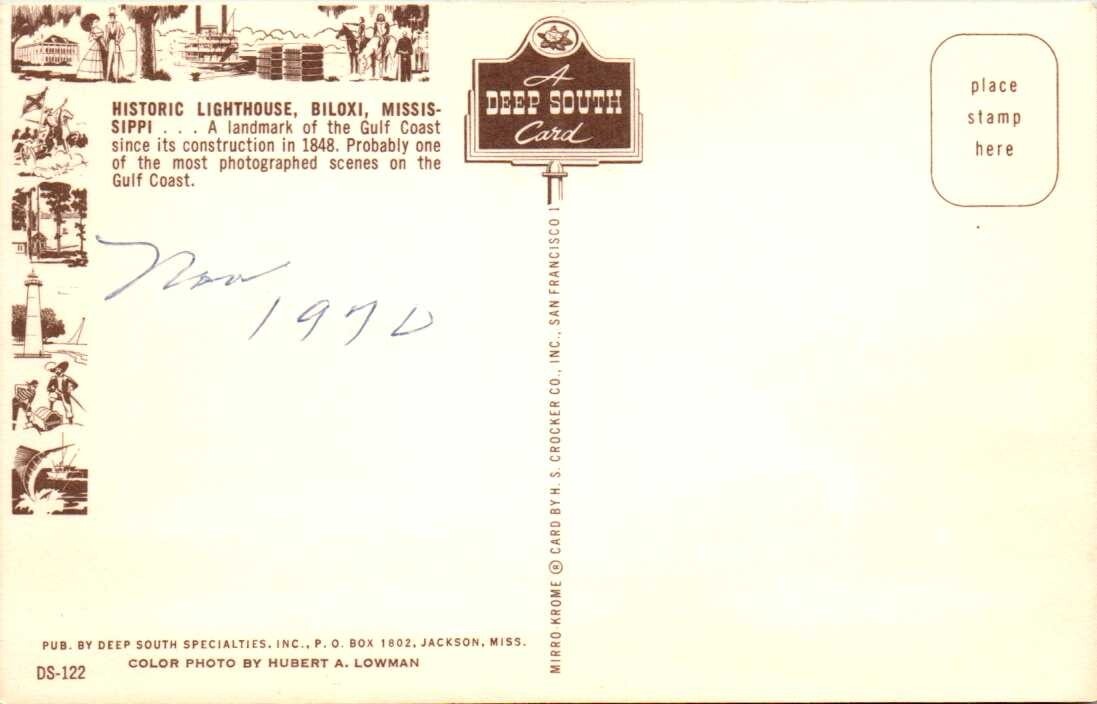 HISTORIC LIGHTHOUSE, BILOXI, MISSIS-
SIPPI . . . A landmark of the Gulf Coast
since its construction in 1848. Probably one
of the most photographed scenes on the
Gulf Coast.
A
DEEP SOUTH
Card
place
stamp
here
Nov
1970
MIRRO-KROME ® CARD BY H. S. CROCKER CO., INC., SAN FRANCISCO 1
PUB. BY DEEP SOUTH SPECIALTIES, INC., P. O. BOX 1802, JACKSON, MISS.
COLOR PHOTO BY HUBERT A. LOWMAN
DS-122